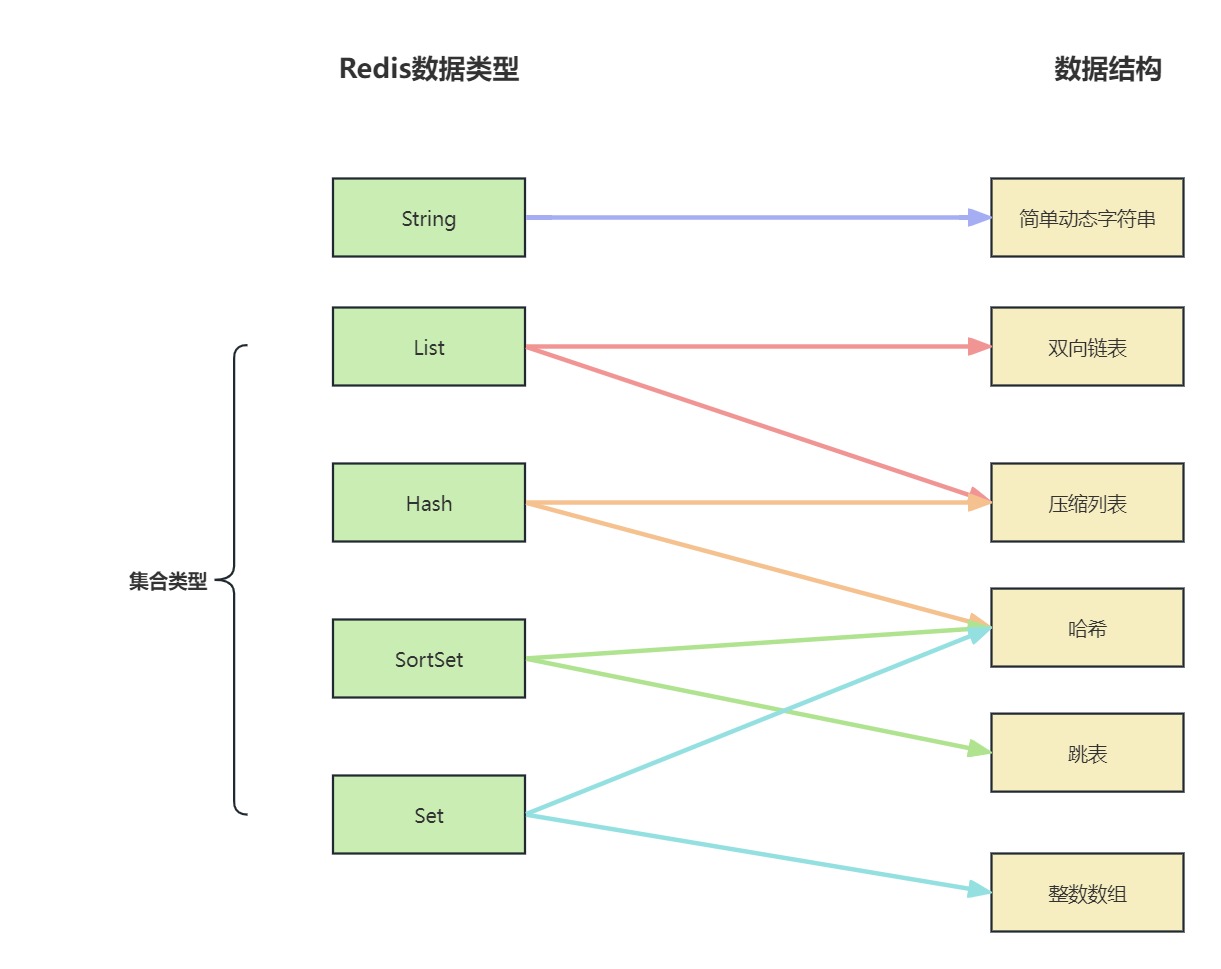 Redis数据类型
数据结构
String
简单动态字符串
List
双向链表
Hash
压缩列表
集合类型
哈希
SortSet
跳表
Set
整数数组